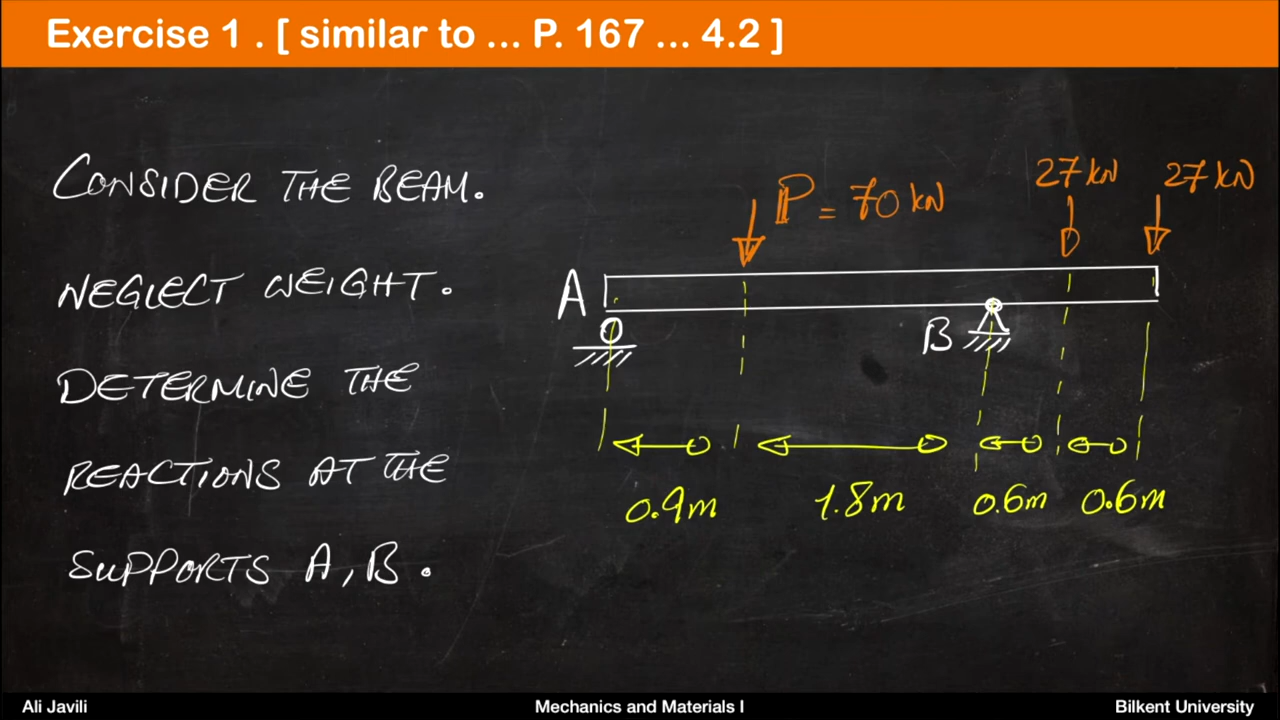 Exercise 1 . [ similar to ... P. 167 ... 4.2 ]
CONSIDER THE BEAM.
NEGLECT WEIGHT.
DETERMINE THE
REACTIONS AT THE
SUPPORTS A, B.
P = 70 kN
27 kN
27 kN
A
B
0.9m
1.8m
0.6m
0.6m
Ali Javili
Mechanics and Materials I
Bilkent University